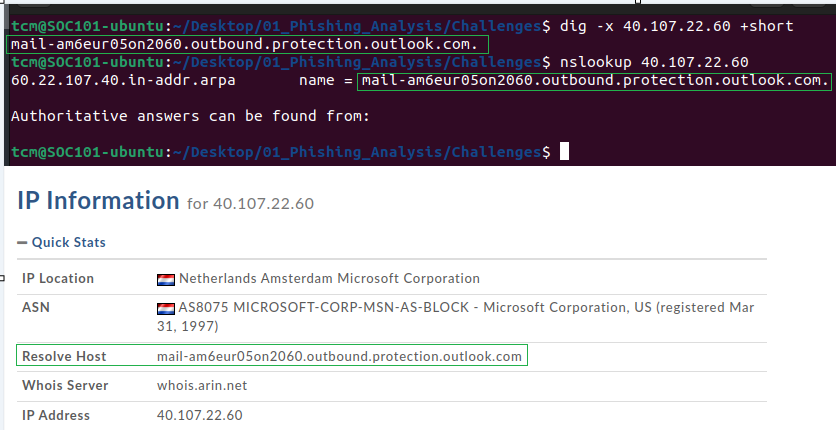 tcm@SOC101-ubuntu:~/Desktop/01_Phishing_Analysis/Challenges$ dig -x 40.107.22.60 +short
mail-am6eur05on2060.outbound.protection.outlook.com.
tcm@SOC101-ubuntu:~/Desktop/01_Phishing_Analysis/Challenges$ nslookup 40.107.22.60
60.22.107.40.in-addr.arpa name = mail-am6eur05on2060.outbound.protection.outlook.com.
Authoritative answers can be found from:
tcm@SOC101-ubuntu:~/Desktop/01_Phishing_Analysis/Challenges$
IP Information for 40.107.22.60
Quick Stats
IP Location Netherlands Amsterdam Microsoft Corporation
ASN AS8075 MICROSOFT-CORP-MSN-AS-BLOCK - Microsoft Corporation, US (registered Mar
31, 1997)
Resolve Host mail-am6eur05on2060.outbound.protection.outlook.com
Whois Server whois.arin.net
IP Address 40.107.22.60